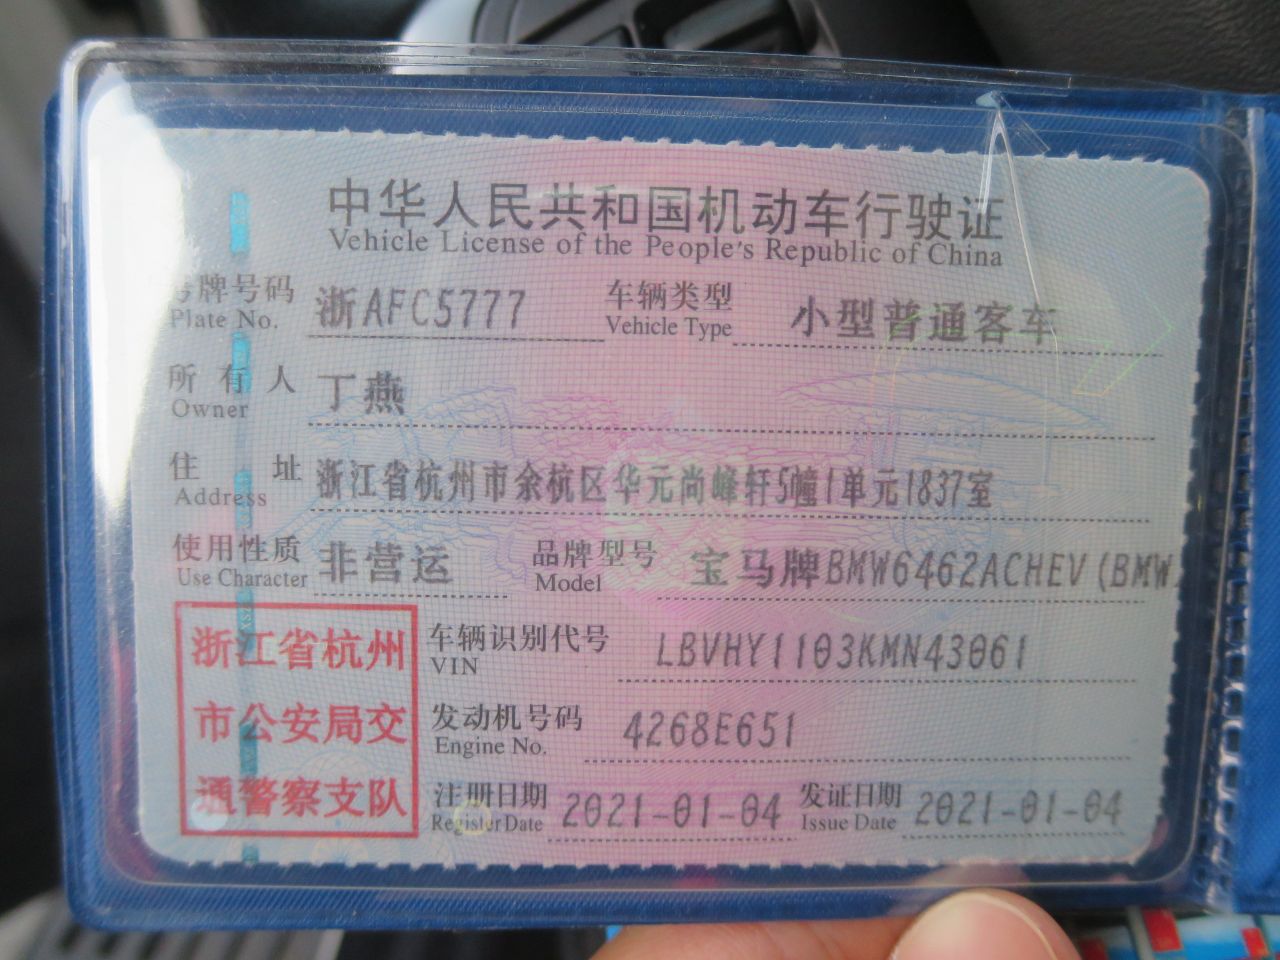 中华人民共和国机动车行驶证
Vehicle License of the People's Republic of China
号牌号码 浙AFC5777 车辆类型 小型普通客车
Plate No. Vehicle Type
所有人 丁燕
Owner
住址 浙江省杭州市余杭区华元尚峰轩5幢1单元1837室
Address
使用性质 非营运 品牌型号 宝马牌BMW6462ACHEV(BMW
Use Character Model
浙江省杭州
市公安局交
通警察支队
车辆识别代号 LBVHY1103KMN43061
VIN
发动机号码 4268E651
Engine No.
注册日期 2021-01-04 发证日期 2021-01-04
Register Date Issue Date